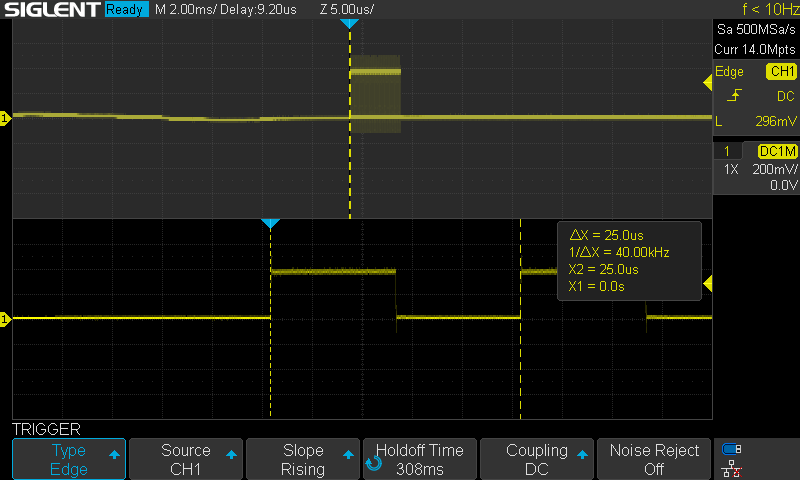 SIGLENT Ready M 2.00ms/ Delay:9.20us Z 5.00us/ f < 10Hz
Sa 500MSa/s
Curr 14.0Mpts
Edge CH1
DC
L 296mV
1 DC1M
1X 200mV/
0.0V
1
ΔX = 25.0us
1/ΔX = 40.00kHz
X2 = 25.0us
X1 = 0.0s
1
TRIGGER
Type Source Slope Holdoff Time Coupling Noise Reject
Edge CH1 Rising 308ms DC Off